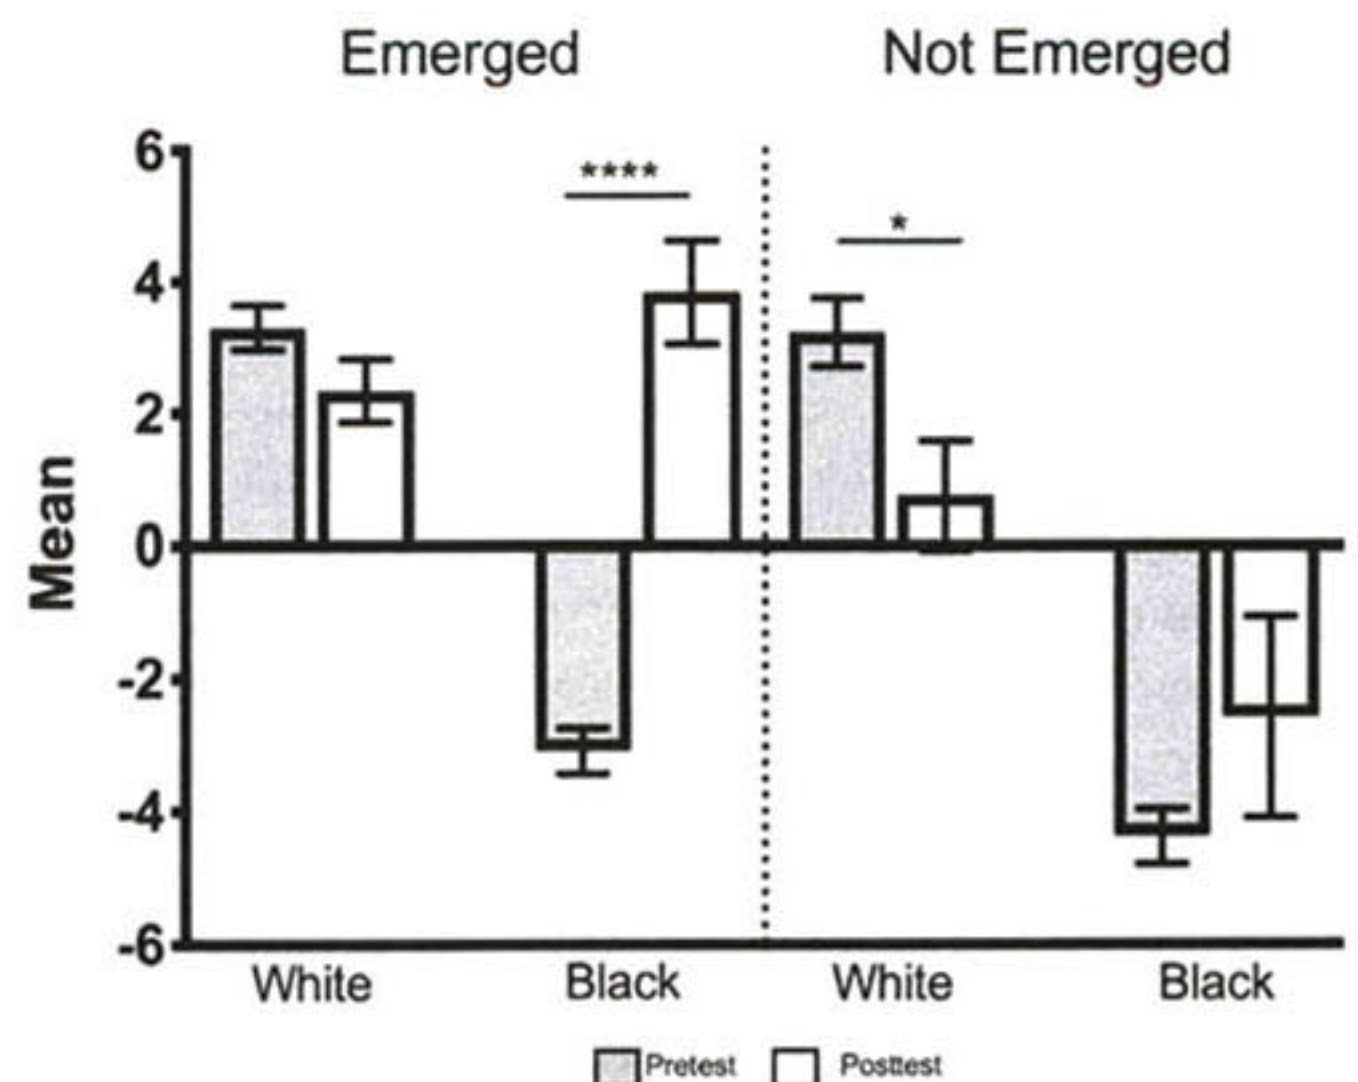 Emerged
Not Emerged
6
****
*
4
2
0
-2
-4
-6
Mean
White
Black
White
Black
Pretest
Posttest